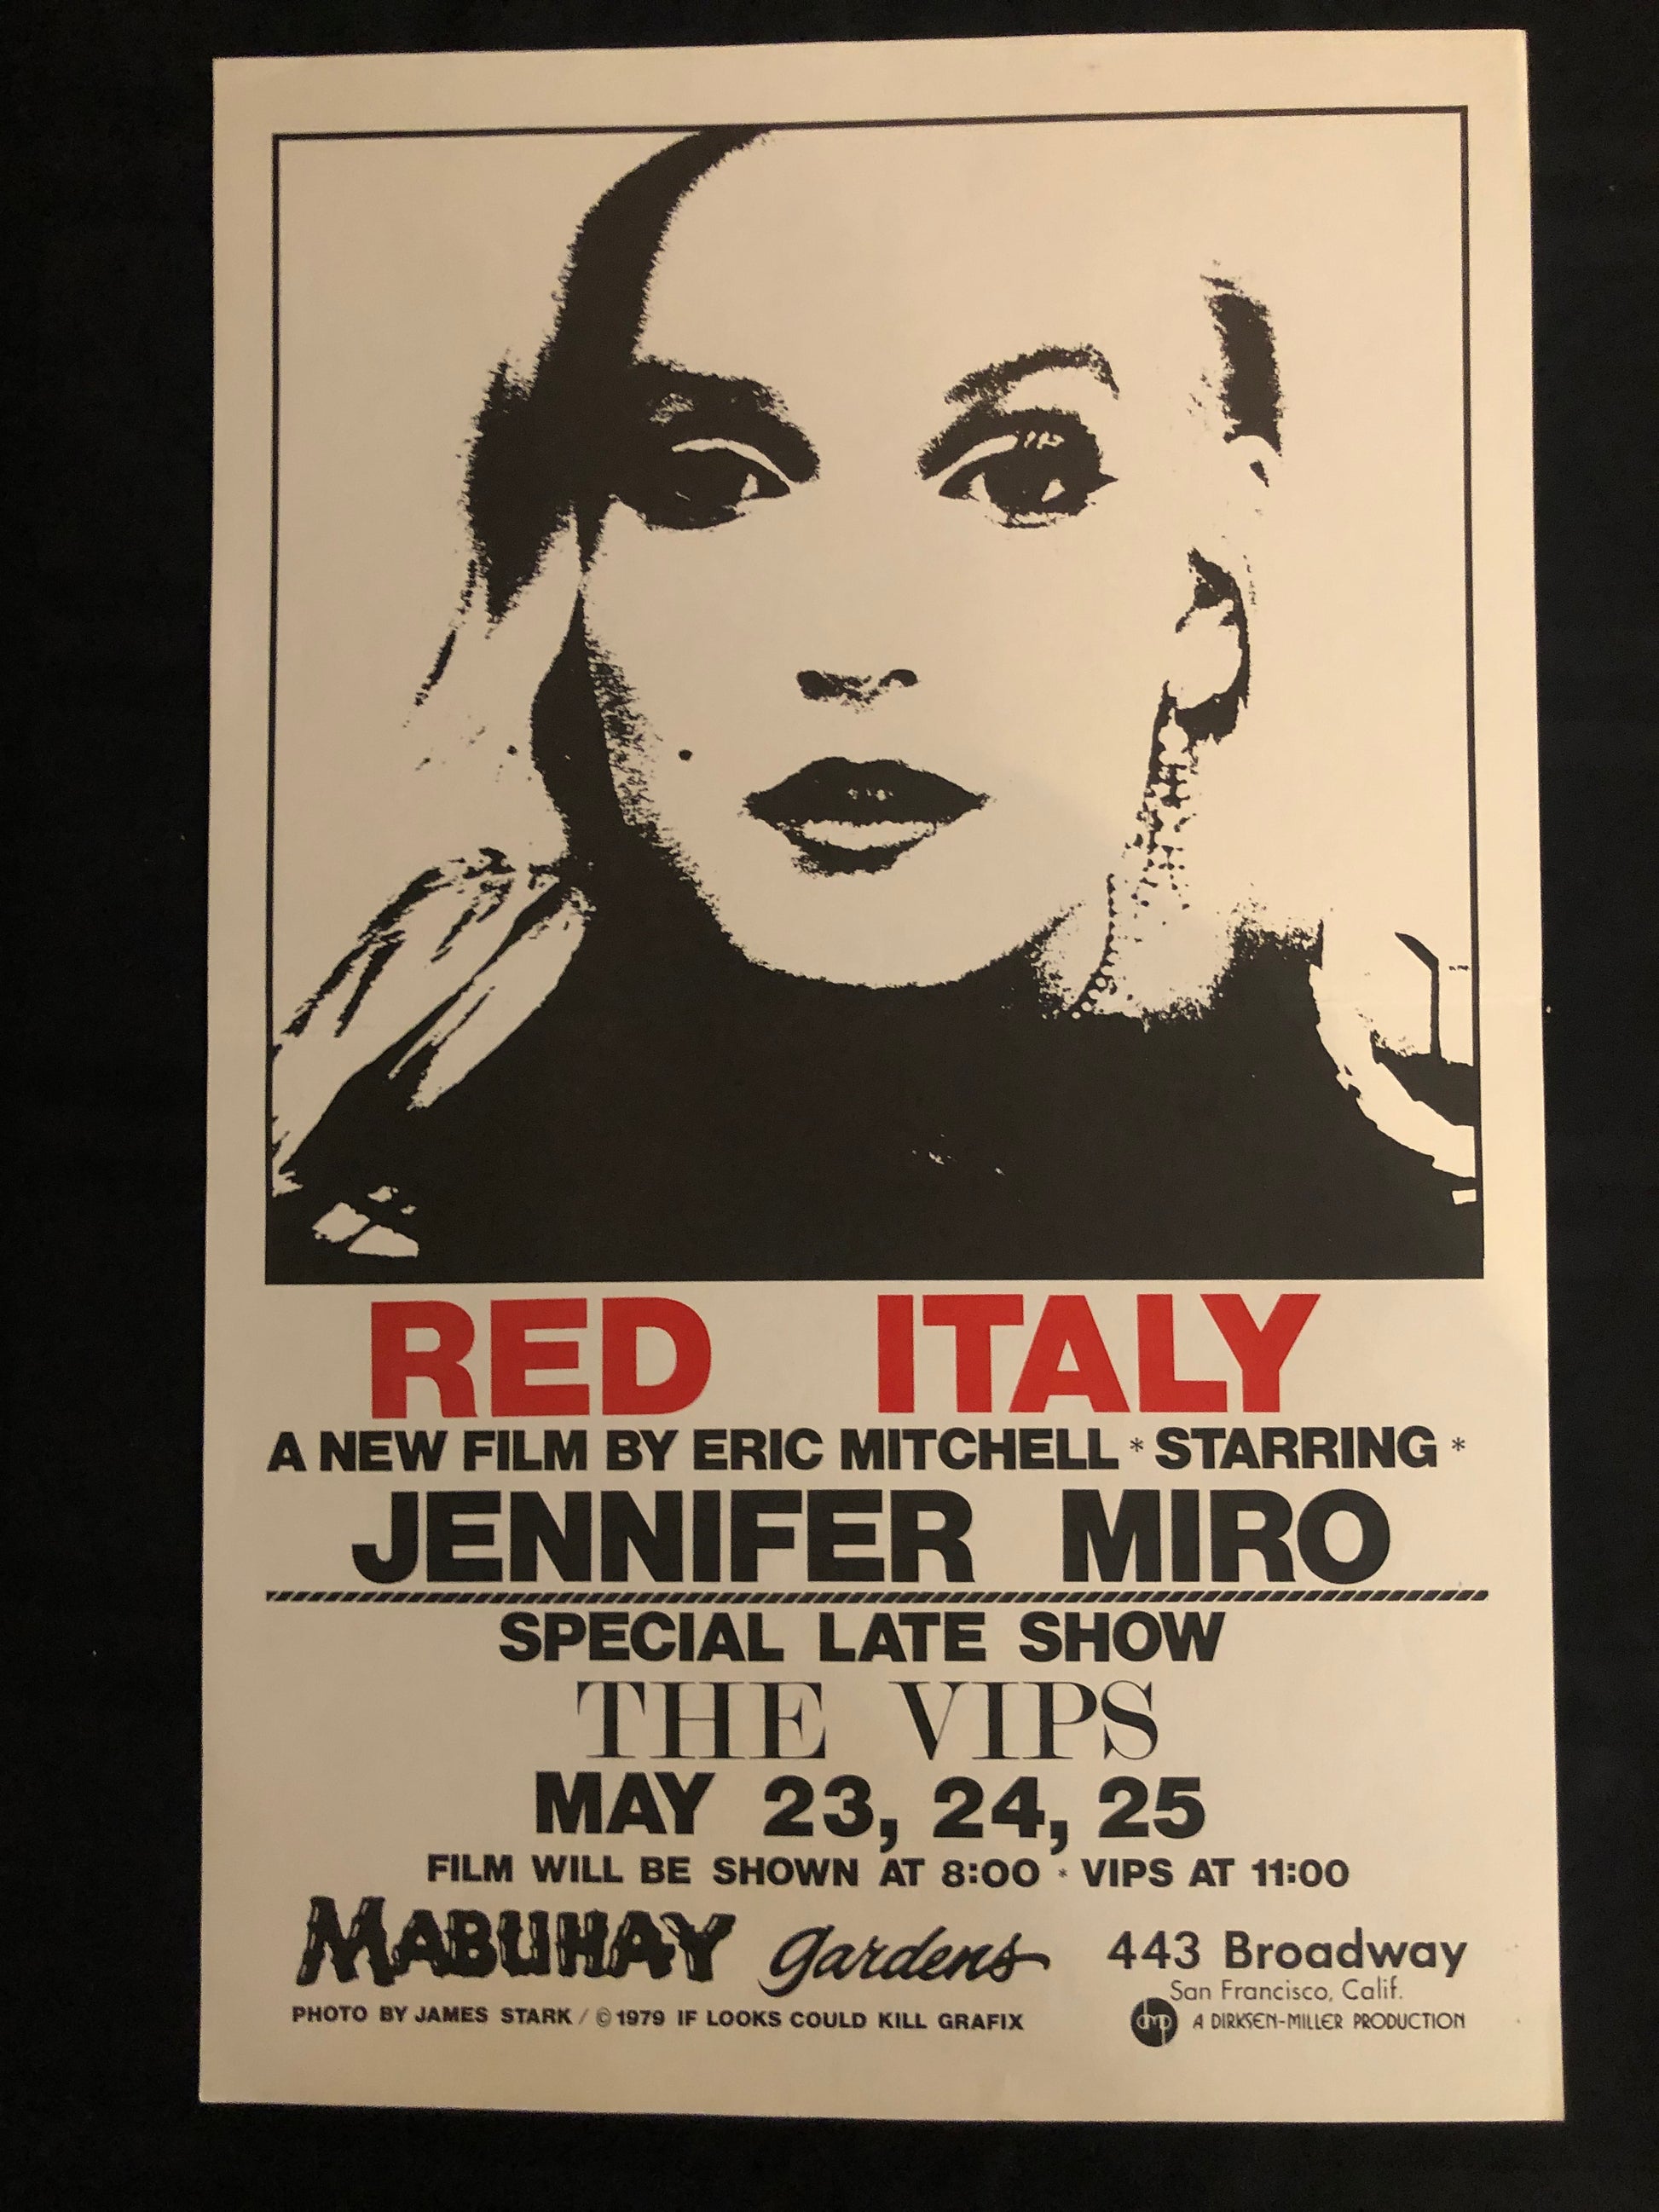 RED ITALY
A NEW FILM BY ERIC MITCHELL * STARRING *
JENNIFER MIRO
SPECIAL LATE SHOW
THE VIPS
MAY 23, 24, 25
FILM WILL BE SHOWN AT 8:00 * VIPS AT 11:00
MABUHAY gardens 443 Broadway
San Francisco, Calif.
PHOTO BY JAMES STARK / © 1979 IF LOOKS COULD KILL GRAFIX
dmp A DIRKSEN-MILLER PRODUCTION